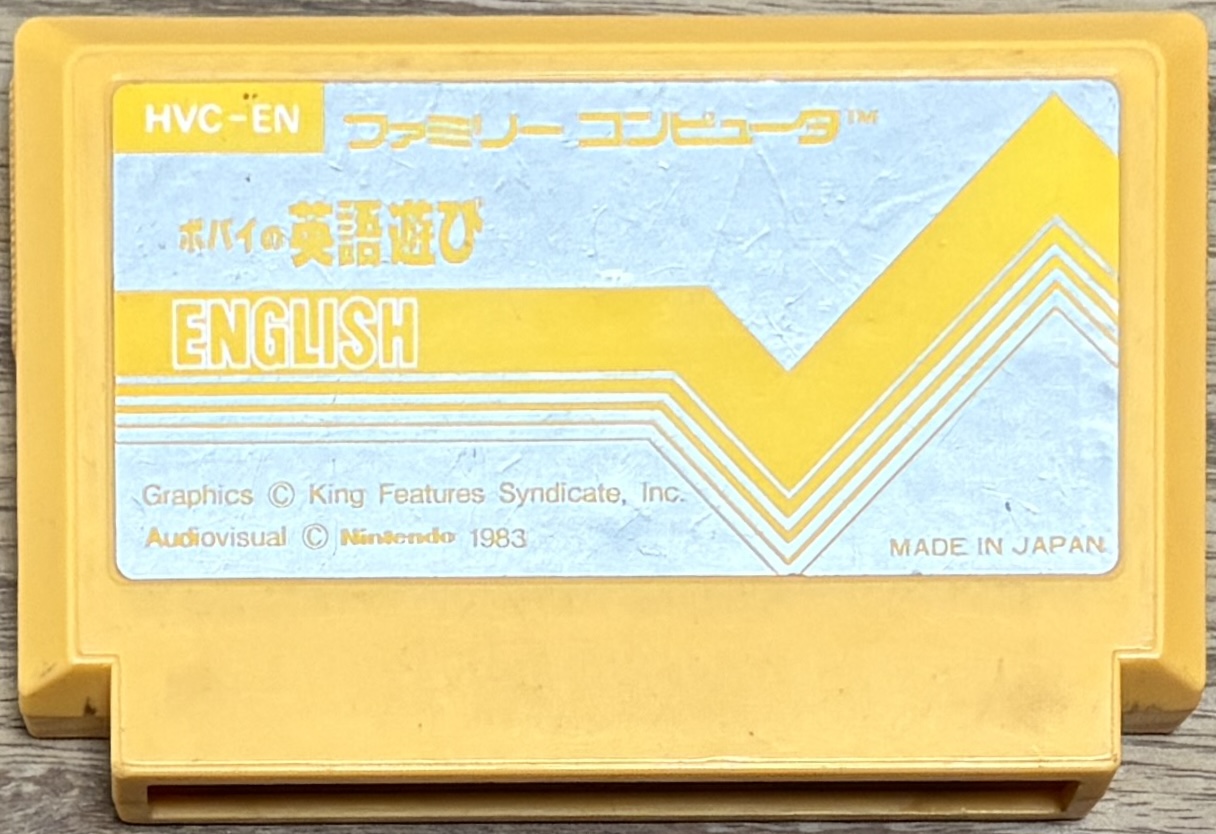 HVC-EN
ファミリー コンピュータ™
ポパイの英語遊び
ENGLISH
Graphics © King Features Syndicate, Inc.
Audiovisual © Nintendo 1983
MADE IN JAPAN